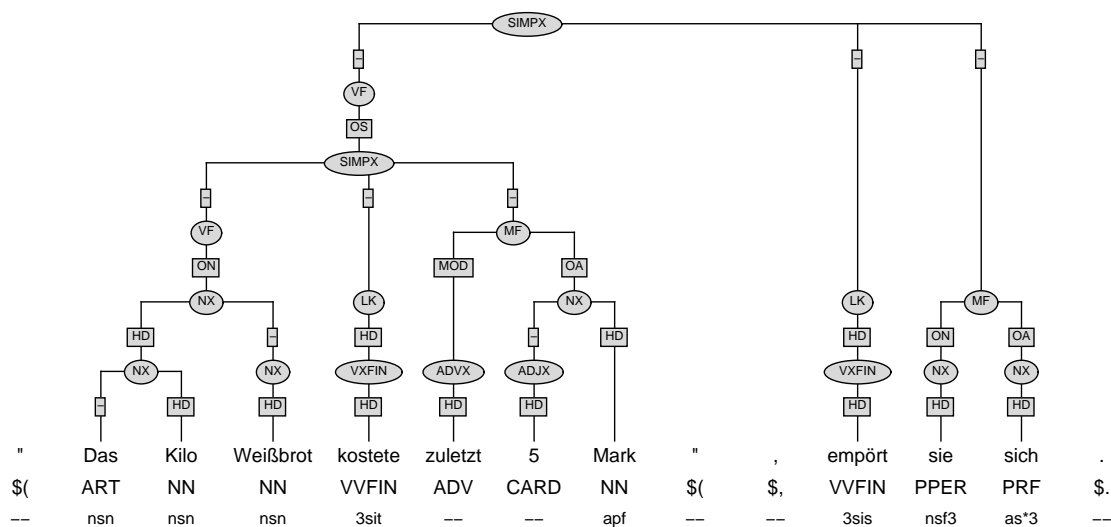 SIMPX
– – –
VF
OS
SIMPX
– – –
VF MF
ON MOD OA
NX LK NX LK MF
HD – HD – HD HD ON OA
NX NX VXFIN ADVX ADJX VXFIN NX NX
– HD HD HD HD HD HD HD HD
" Das Kilo Weißbrot kostete zuletzt 5 Mark " , empört sie sich .
$( ART NN NN VVFIN ADV CARD NN $( $, VVFIN PPER PRF $.
–– nsn nsn nsn 3sit –– –– apf –– –– 3sis nsf3 as*3 ––